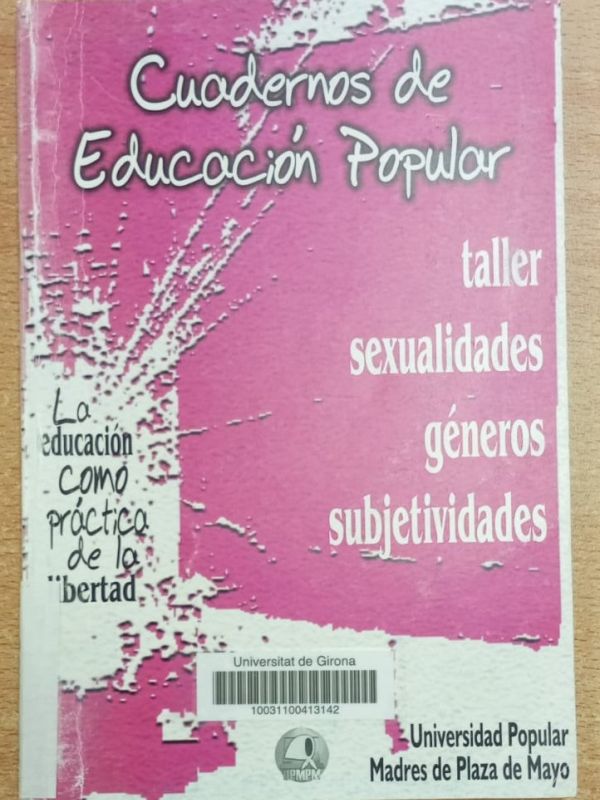 Cuadernos de
Educación Popular
taller
sexualidades
géneros
subjetividades
La
educación
como
práctica
de la
libertad
Universitat de Girona
10031100413142
UPMPM
Universidad Popular
Madres de Plaza de Mayo